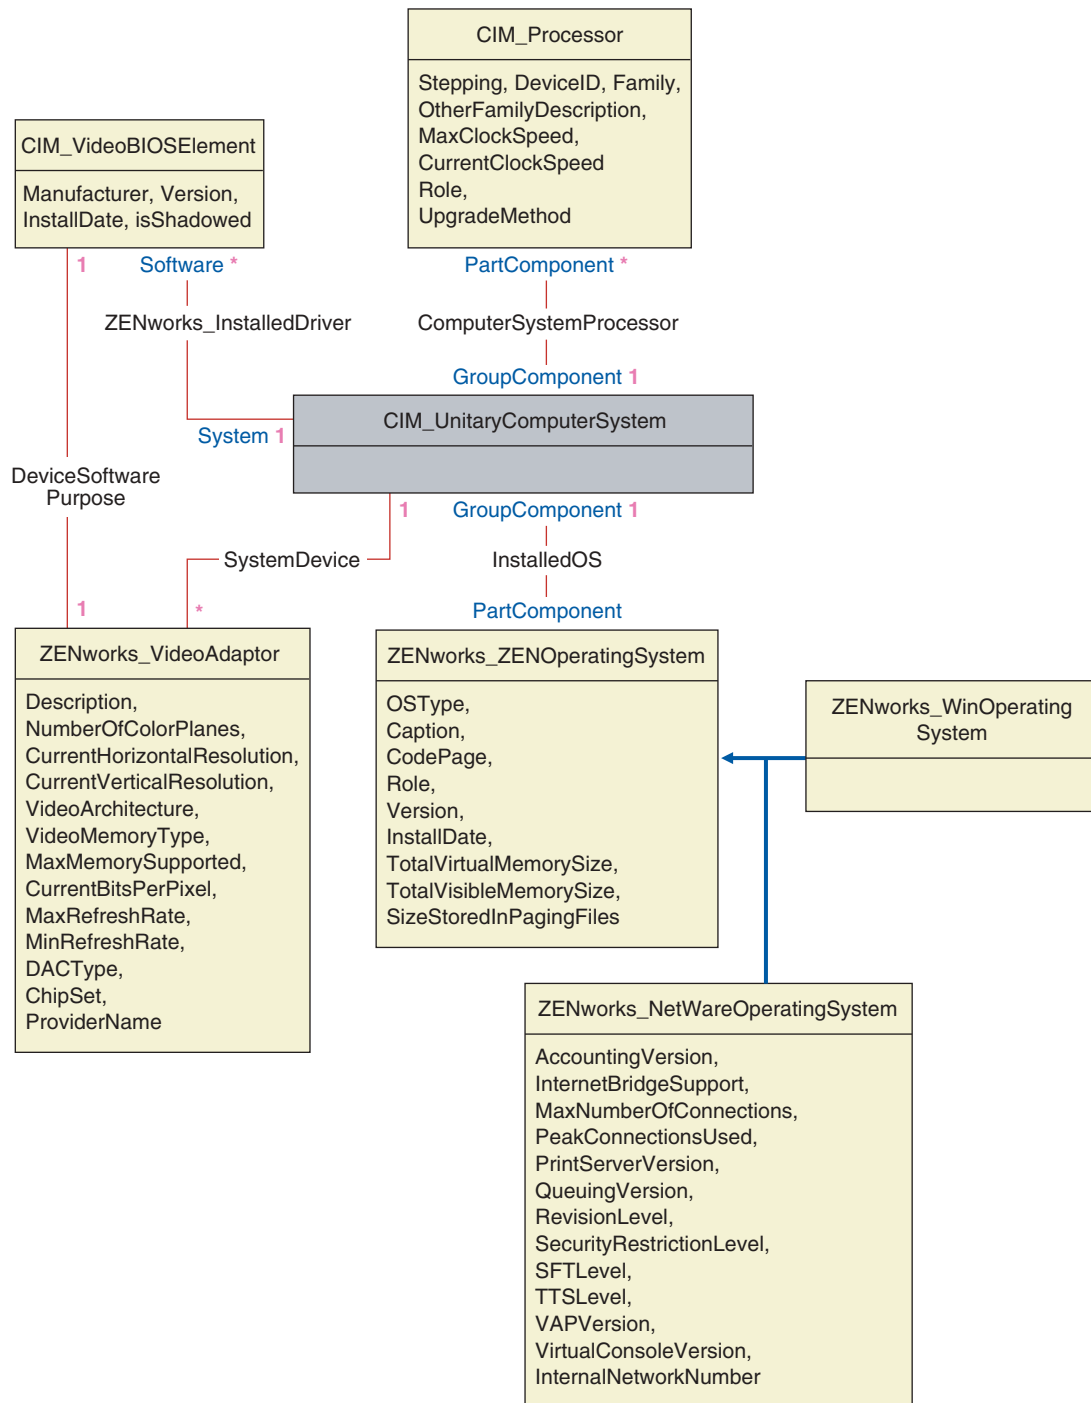 CIM_Processor
Stepping, DeviceID, Family,
OtherFamilyDescription,
MaxClockSpeed,
CurrentClockSpeed
Role,
UpgradeMethod
CIM_VideoBIOSElement
Manufacturer, Version,
InstallDate, isShadowed
1
Software *
PartComponent *
ZENworks_InstalledDriver
ComputerSystemProcessor
GroupComponent 1
CIM_UnitaryComputerSystem
System 1
DeviceSoftware
Purpose
1
GroupComponent 1
SystemDevice
InstalledOS
1
*
PartComponent
ZENworks_VideoAdaptor
Description,
NumberOfColorPlanes,
CurrentHorizontalResolution,
CurrentVerticalResolution,
VideoArchitecture,
VideoMemoryType,
MaxMemorySupported,
CurrentBitsPerPixel,
MaxRefreshRate,
MinRefreshRate,
DACType,
ChipSet,
ProviderName
ZENworks_ZENOperatingSystem
OSType,
Caption,
CodePage,
Role,
Version,
InstallDate,
TotalVirtualMemorySize,
TotalVisibleMemorySize,
SizeStoredInPagingFiles
ZENworks_WinOperating
System
ZENworks_NetWareOperatingSystem
AccountingVersion,
InternetBridgeSupport,
MaxNumberOfConnections,
PeakConnectionsUsed,
PrintServerVersion,
QueuingVersion,
RevisionLevel,
SecurityRestrictionLevel,
SFTLevel,
TTSLevel,
VAPVersion,
VirtualConsoleVersion,
InternalNetworkNumber